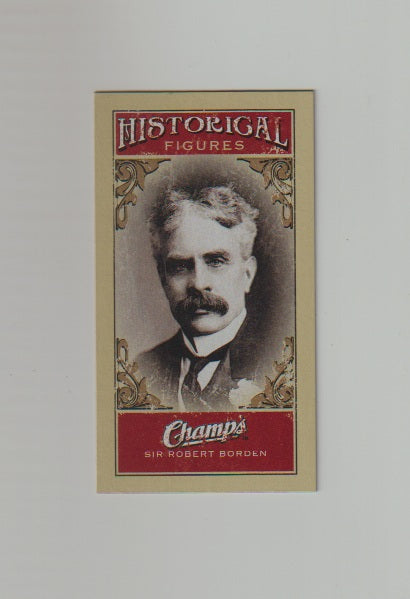 HISTORICAL
FIGURES
Champ's
SIR ROBERT BORDEN